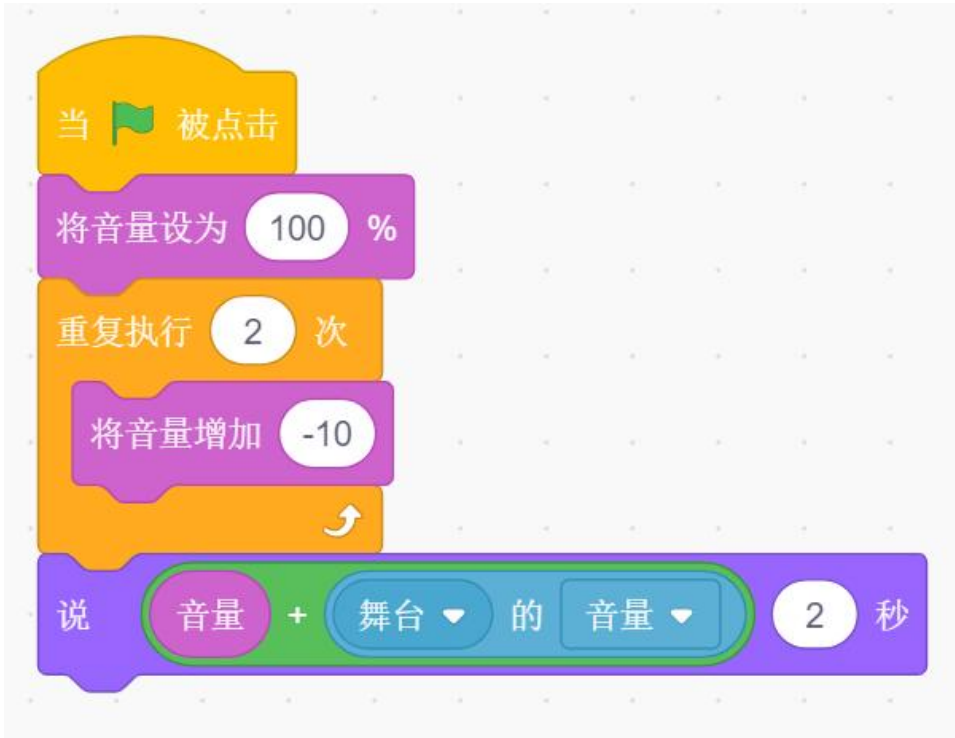 当 被点击
将音量设为 100 %
重复执行 2 次
将音量增加 -10
说 音量 + 舞台 的 音量 2 秒